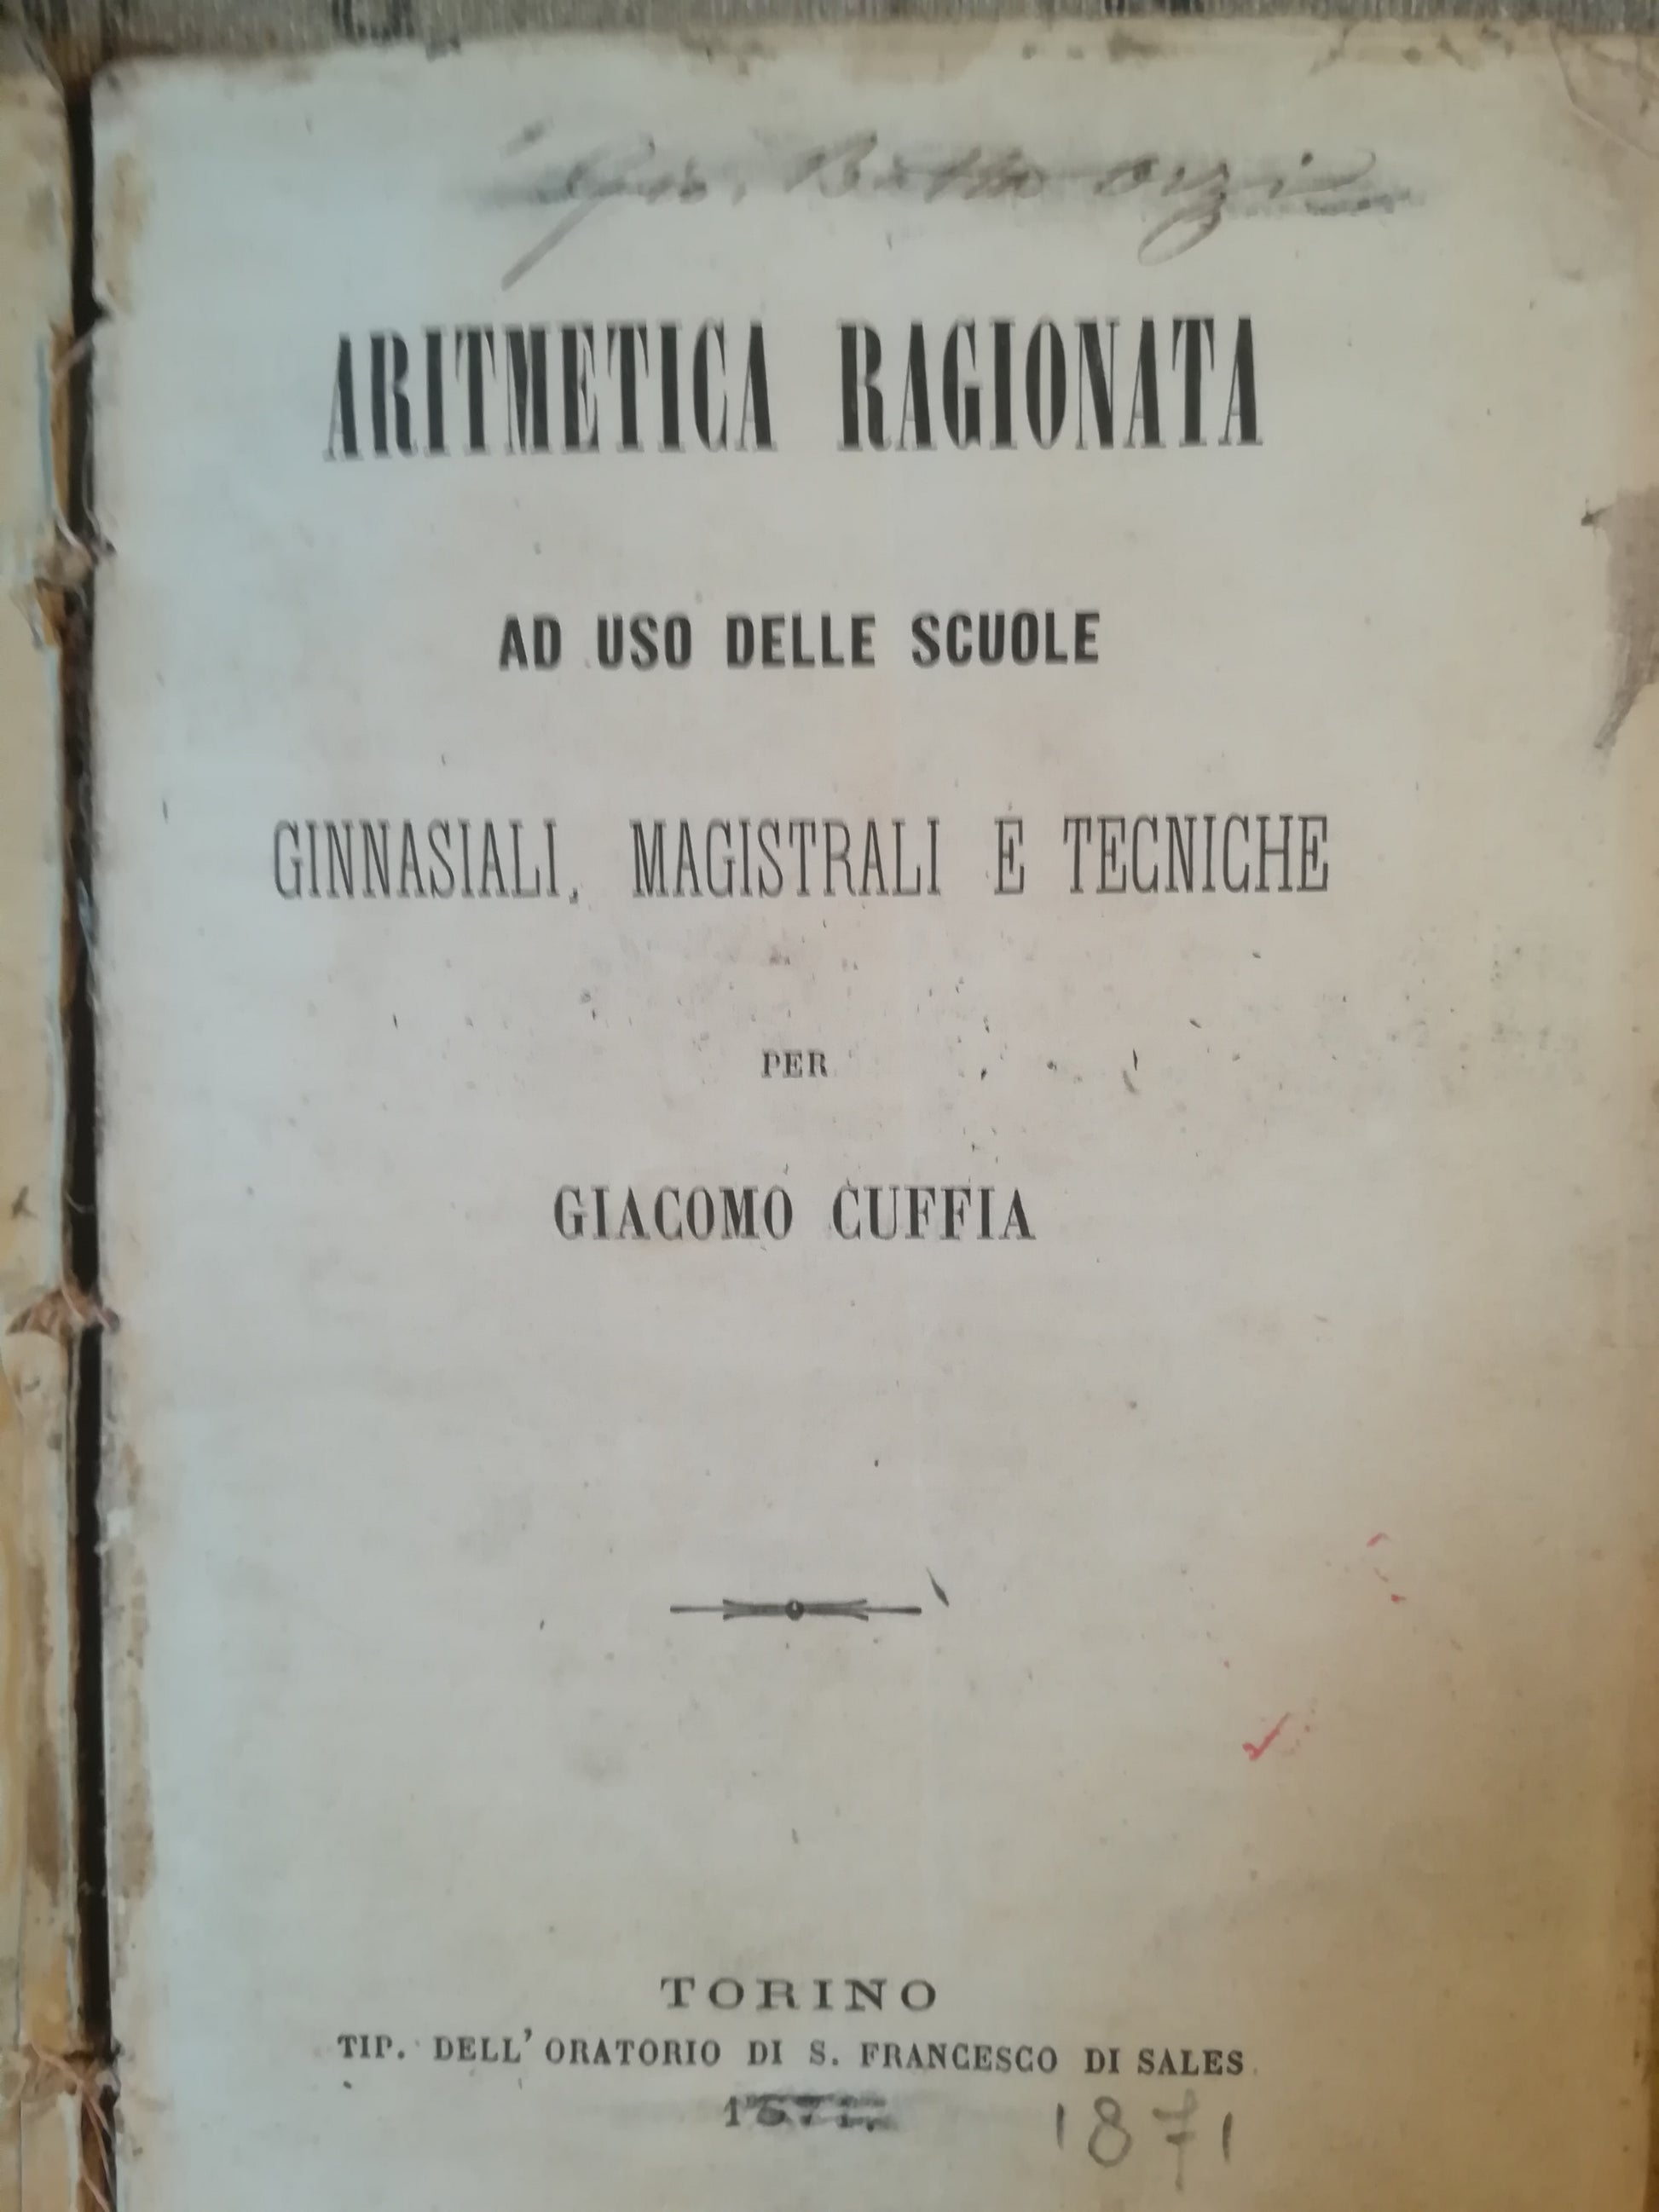 ARITMETICA RAGIONATA
AD USO DELLE SCUOLE
GINNASIALI, MAGISTRALI E TECNICHE
PER
GIACOMO CUFFIA
TORINO
TIP. DELL'ORATORIO DI S. FRANCESCO DI SALES
1871. 1871